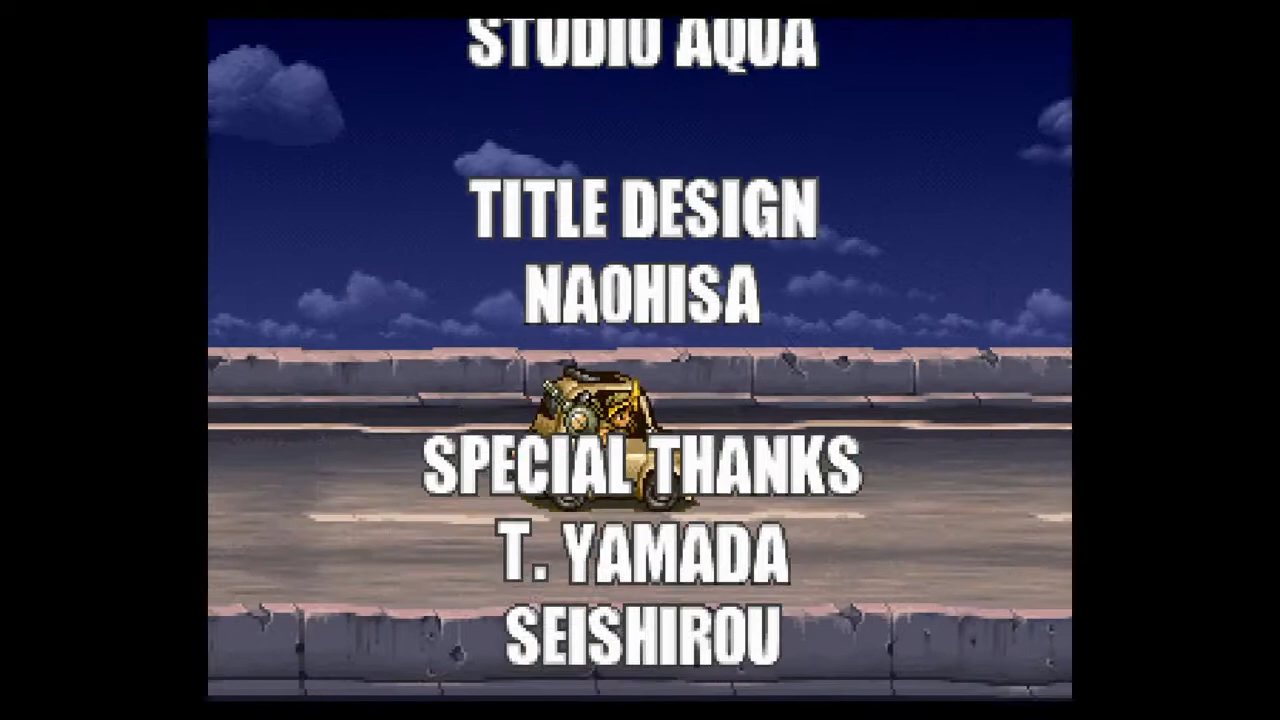 STUDIO AQUA
TITLE DESIGN
NAOHISA
SPECIAL THANKS
T. YAMADA
SEISHIROU